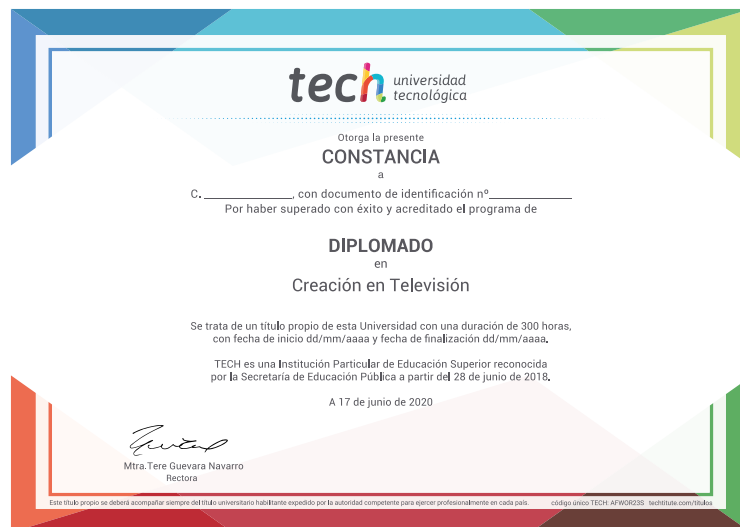 tech universidad
tecnológica
Otorga la presente
CONSTANCIA
a
C. ______________, con documento de identificación nº______________
Por haber superado con éxito y acreditado el programa de
DIPLOMADO
en
Creación en Televisión
Se trata de un título propio de esta Universidad con una duración de 300 horas,
con fecha de inicio dd/mm/aaaa y fecha de finalización dd/mm/aaaa.
TECH es una Institución Particular de Educación Superior reconocida
por la Secretaría de Educación Pública a partir del 28 de junio de 2018.
A 17 de junio de 2020
Mtra.Tere Guevara Navarro
Rectora
Este título propio se deberá acompañar siempre del título universitario habilitante expedido por la autoridad competente para ejercer profesionalmente en cada país. código único TECH: AFWOR23S techtitute.com/titulos